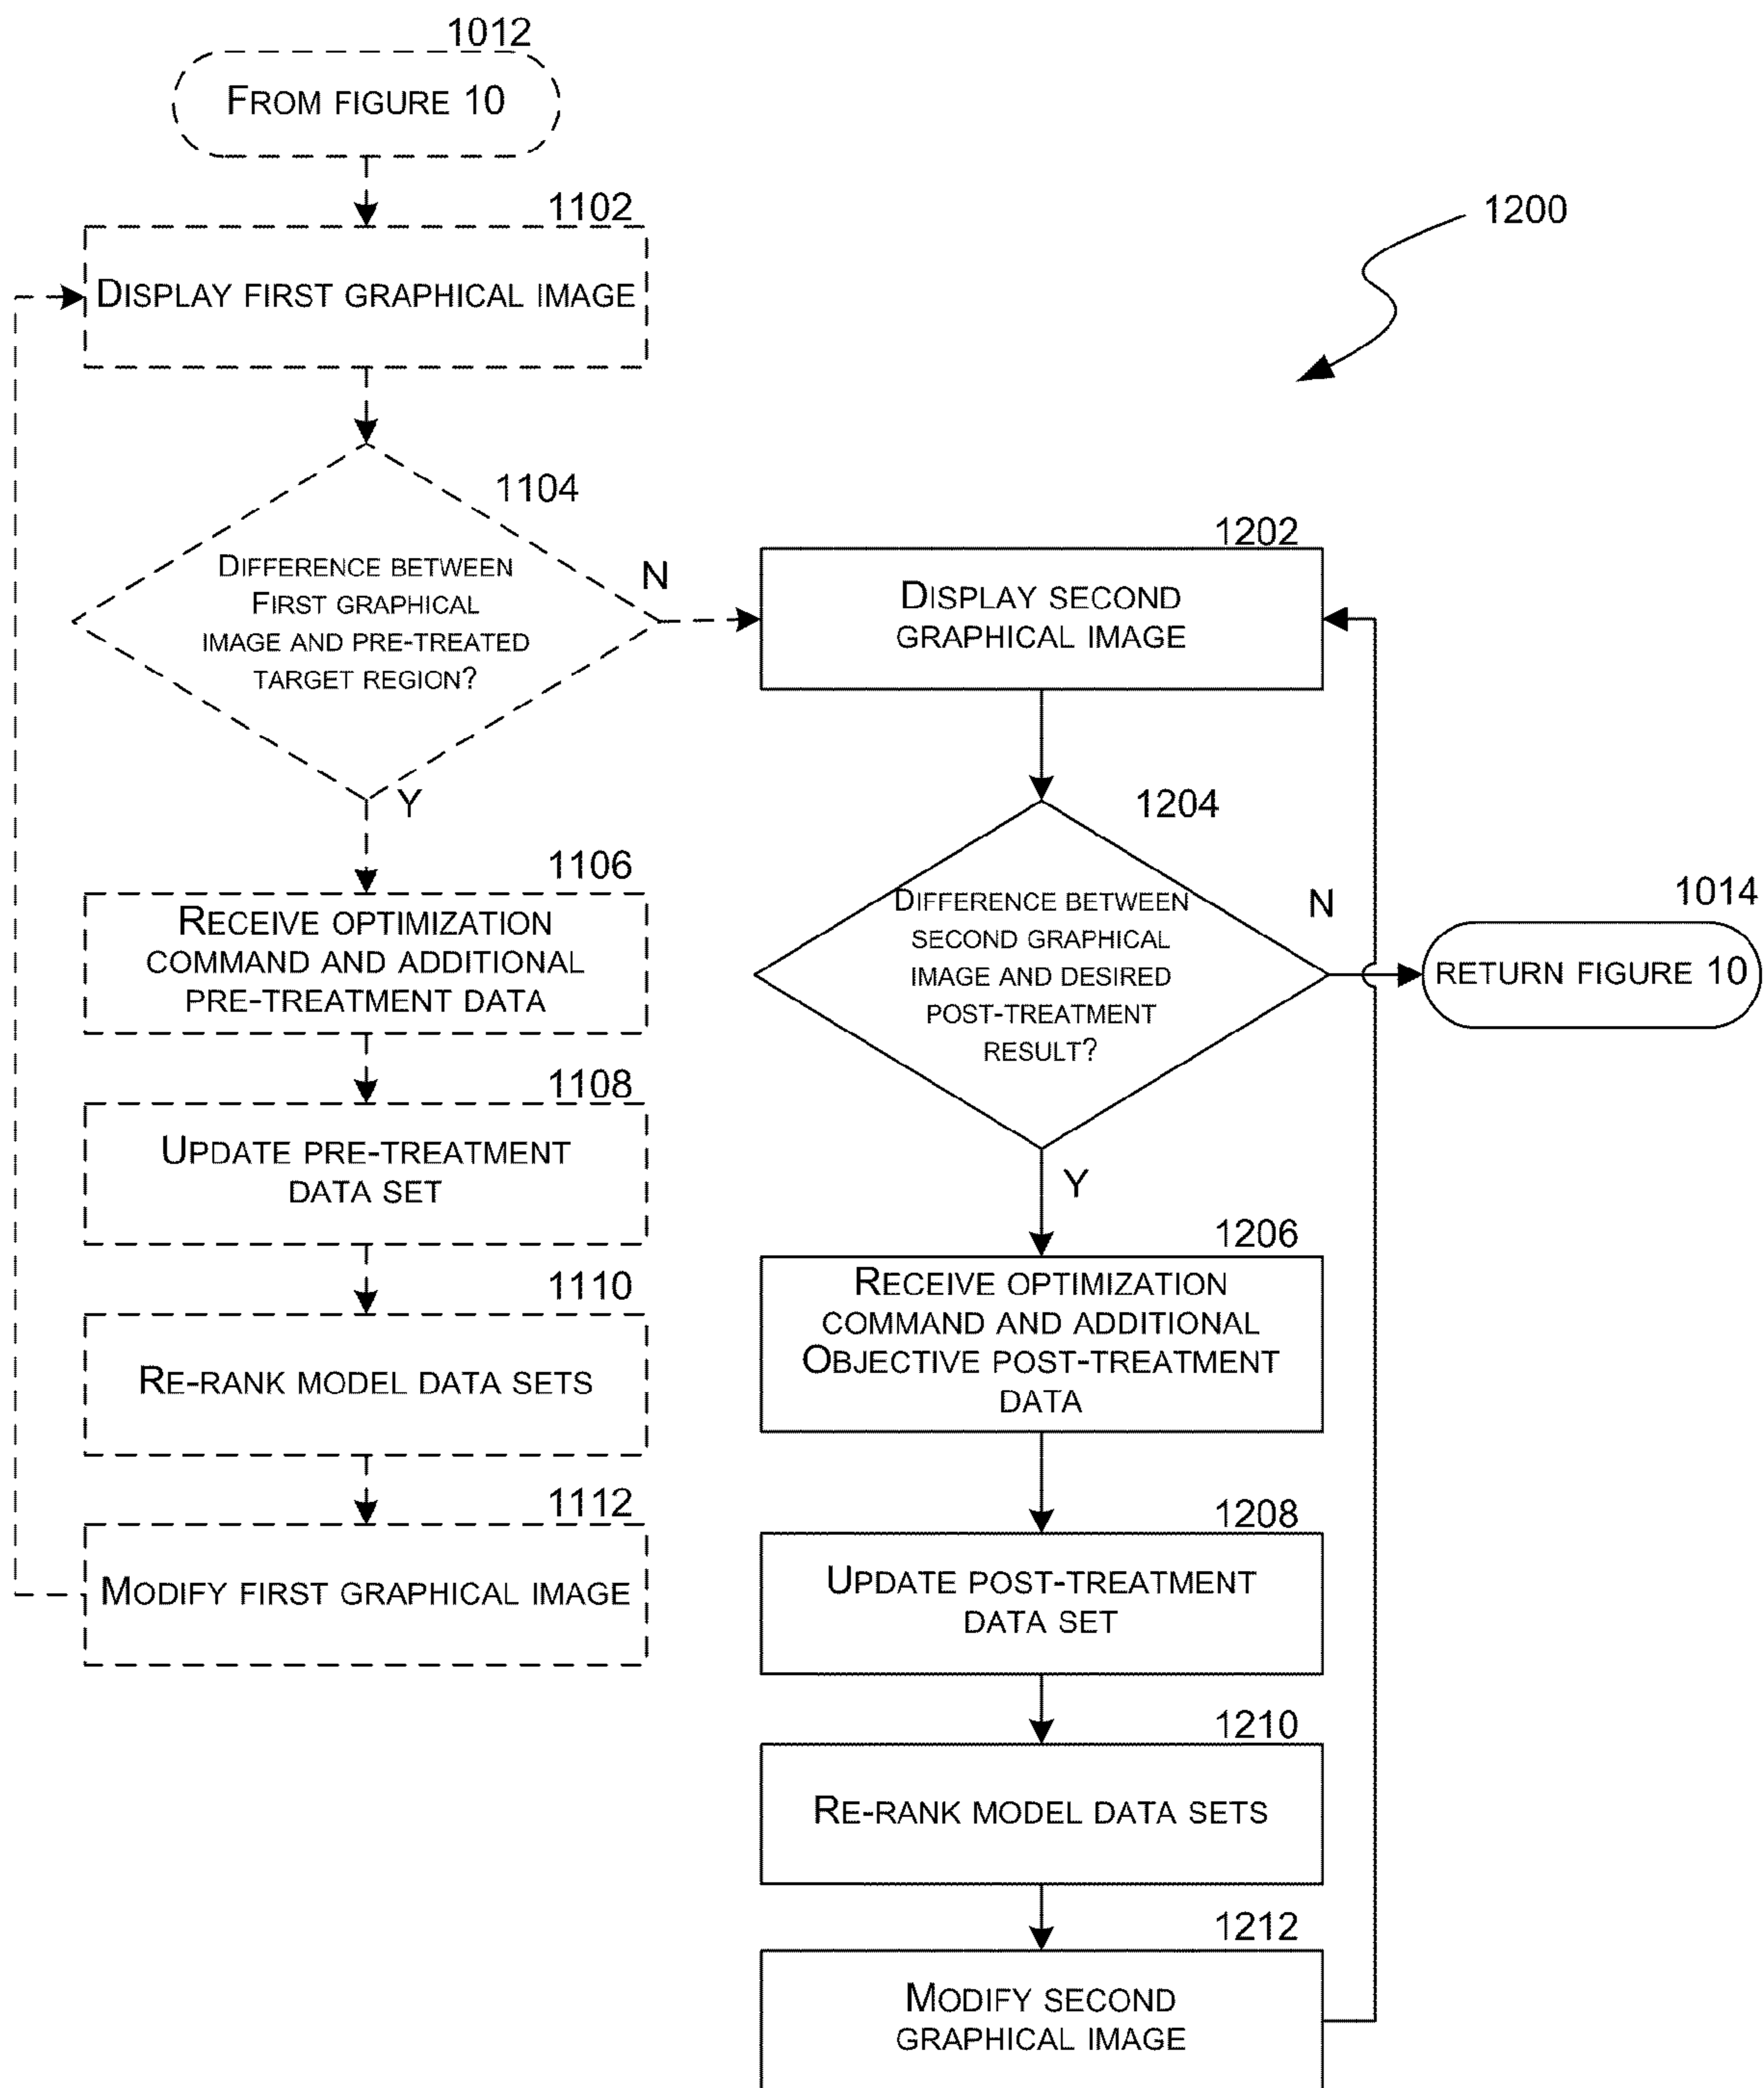 1012
FROM FIGURE 10
1102
DISPLAY FIRST GRAPHICAL IMAGE
1104
DIFFERENCE BETWEEN
FIRST GRAPHICAL
IMAGE AND PRE-TREATED
TARGET REGION?
N
Y
1106
RECEIVE OPTIMIZATION
COMMAND AND ADDITIONAL
PRE-TREATMENT DATA
1108
UPDATE PRE-TREATMENT
DATA SET
1110
RE-RANK MODEL DATA SETS
1112
MODIFY FIRST GRAPHICAL IMAGE
1200
1202
DISPLAY SECOND
GRAPHICAL IMAGE
1204
DIFFERENCE BETWEEN
SECOND GRAPHICAL
IMAGE AND DESIRED
POST-TREATMENT
RESULT?
N
1014
RETURN FIGURE 10
Y
1206
RECEIVE OPTIMIZATION
COMMAND AND ADDITIONAL
OBJECTIVE POST-TREATMENT
DATA
1208
UPDATE POST-TREATMENT
DATA SET
1210
RE-RANK MODEL DATA SETS
1212
MODIFY SECOND
GRAPHICAL IMAGE